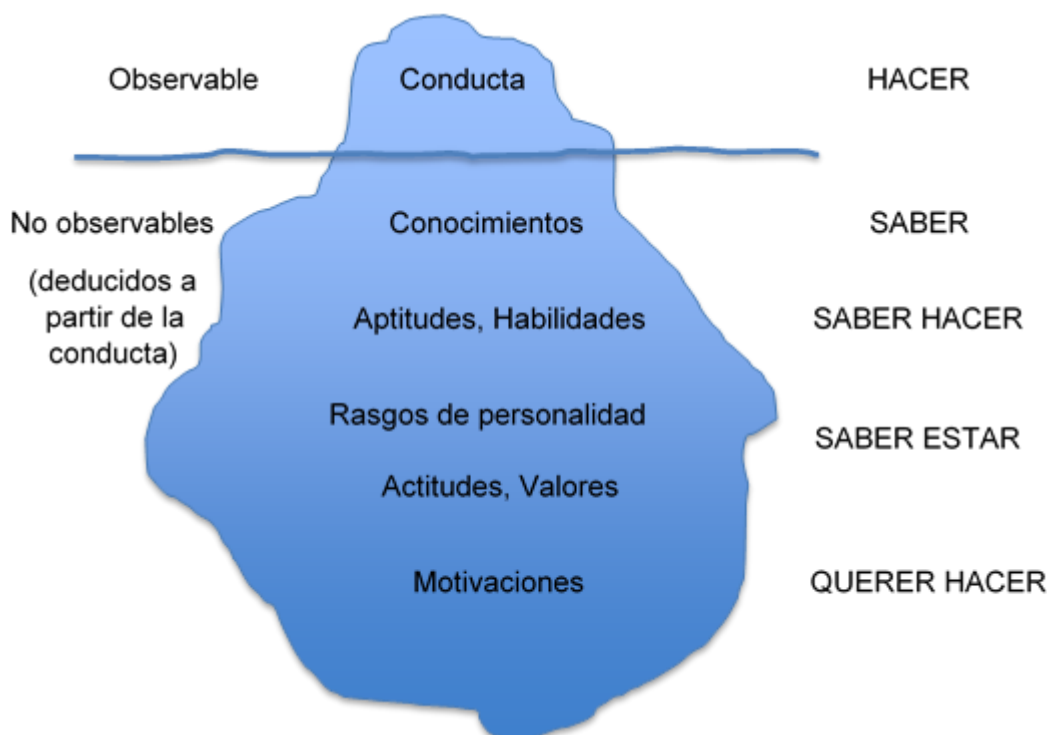 Observable Conducta HACER
No observables Conocimientos SABER
(deducidos a
partir de la
conducta)
Aptitudes, Habilidades SABER HACER
Rasgos de personalidad
SABER ESTAR
Actitudes, Valores
Motivaciones QUERER HACER